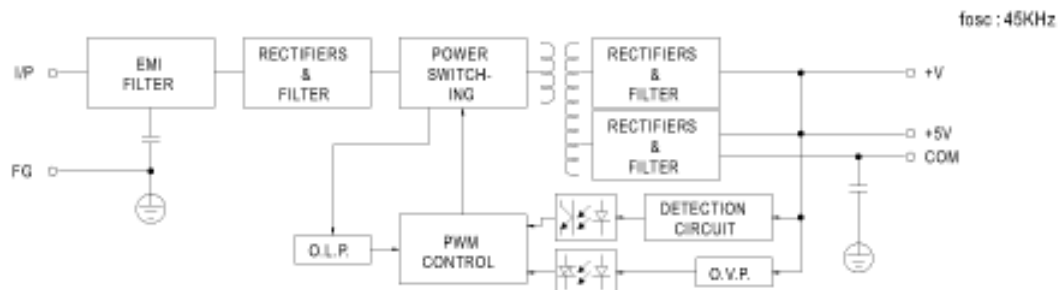 fosc : 45KHz
I/P
EMI
FILTER
RECTIFIERS
&
FILTER
POWER
SWITCH-
ING
RECTIFIERS
&
FILTER
+V
RECTIFIERS
&
FILTER
+5V
COM
FG
O.L.P.
PWM
CONTROL
DETECTION
CIRCUIT
O.V.P.